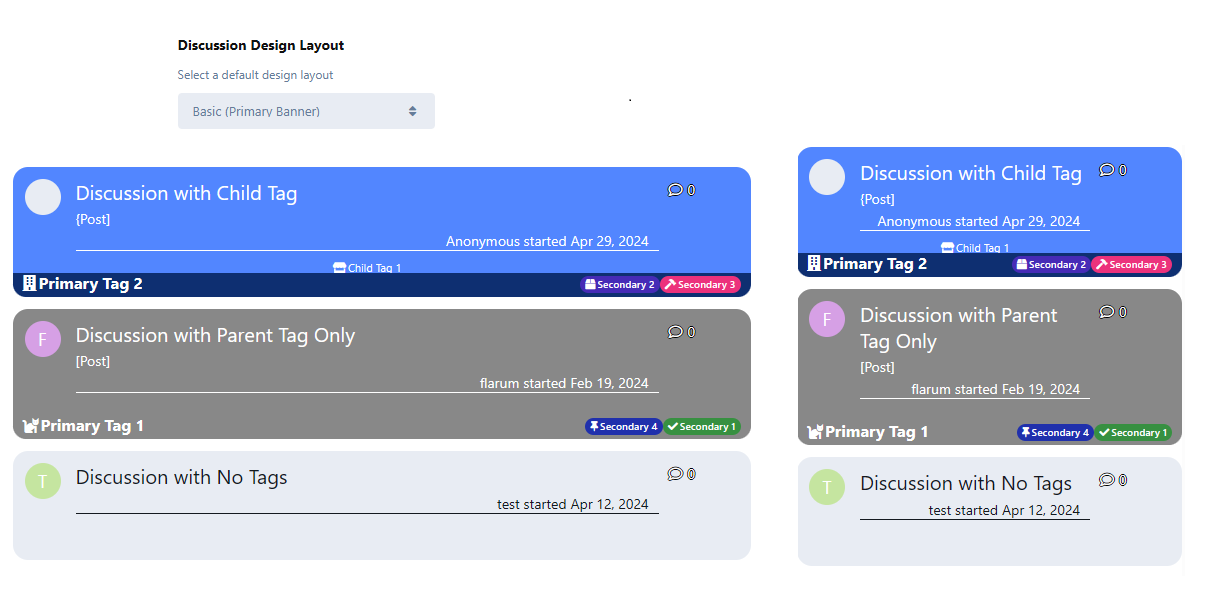 Discussion Design Layout
Select a default design layout
Basic (Primary Banner)
.
Discussion with Child Tag
0
{Post]
Anonymous started Apr 29, 2024
Child Tag 1
Primary Tag 2
Secondary 2
Secondary 3
F
Discussion with Parent Tag Only
0
[Post]
flarum started Feb 19, 2024
Primary Tag 1
Secondary 4
Secondary 1
T
Discussion with No Tags
0
test started Apr 12, 2024
Discussion with Child Tag
0
{Post]
Anonymous started Apr 29, 2024
Child Tag 1
Primary Tag 2
Secondary 2
Secondary 3
F
Discussion with Parent
Tag Only
0
[Post]
flarum started Feb 19, 2024
Primary Tag 1
Secondary 4
Secondary 1
T
Discussion with No Tags
0
test started Apr 12, 2024